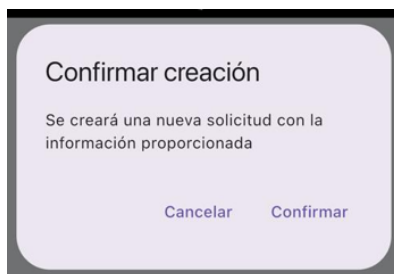 Confirmar creación
Se creará una nueva solicitud con la
información proporcionada
Cancelar Confirmar